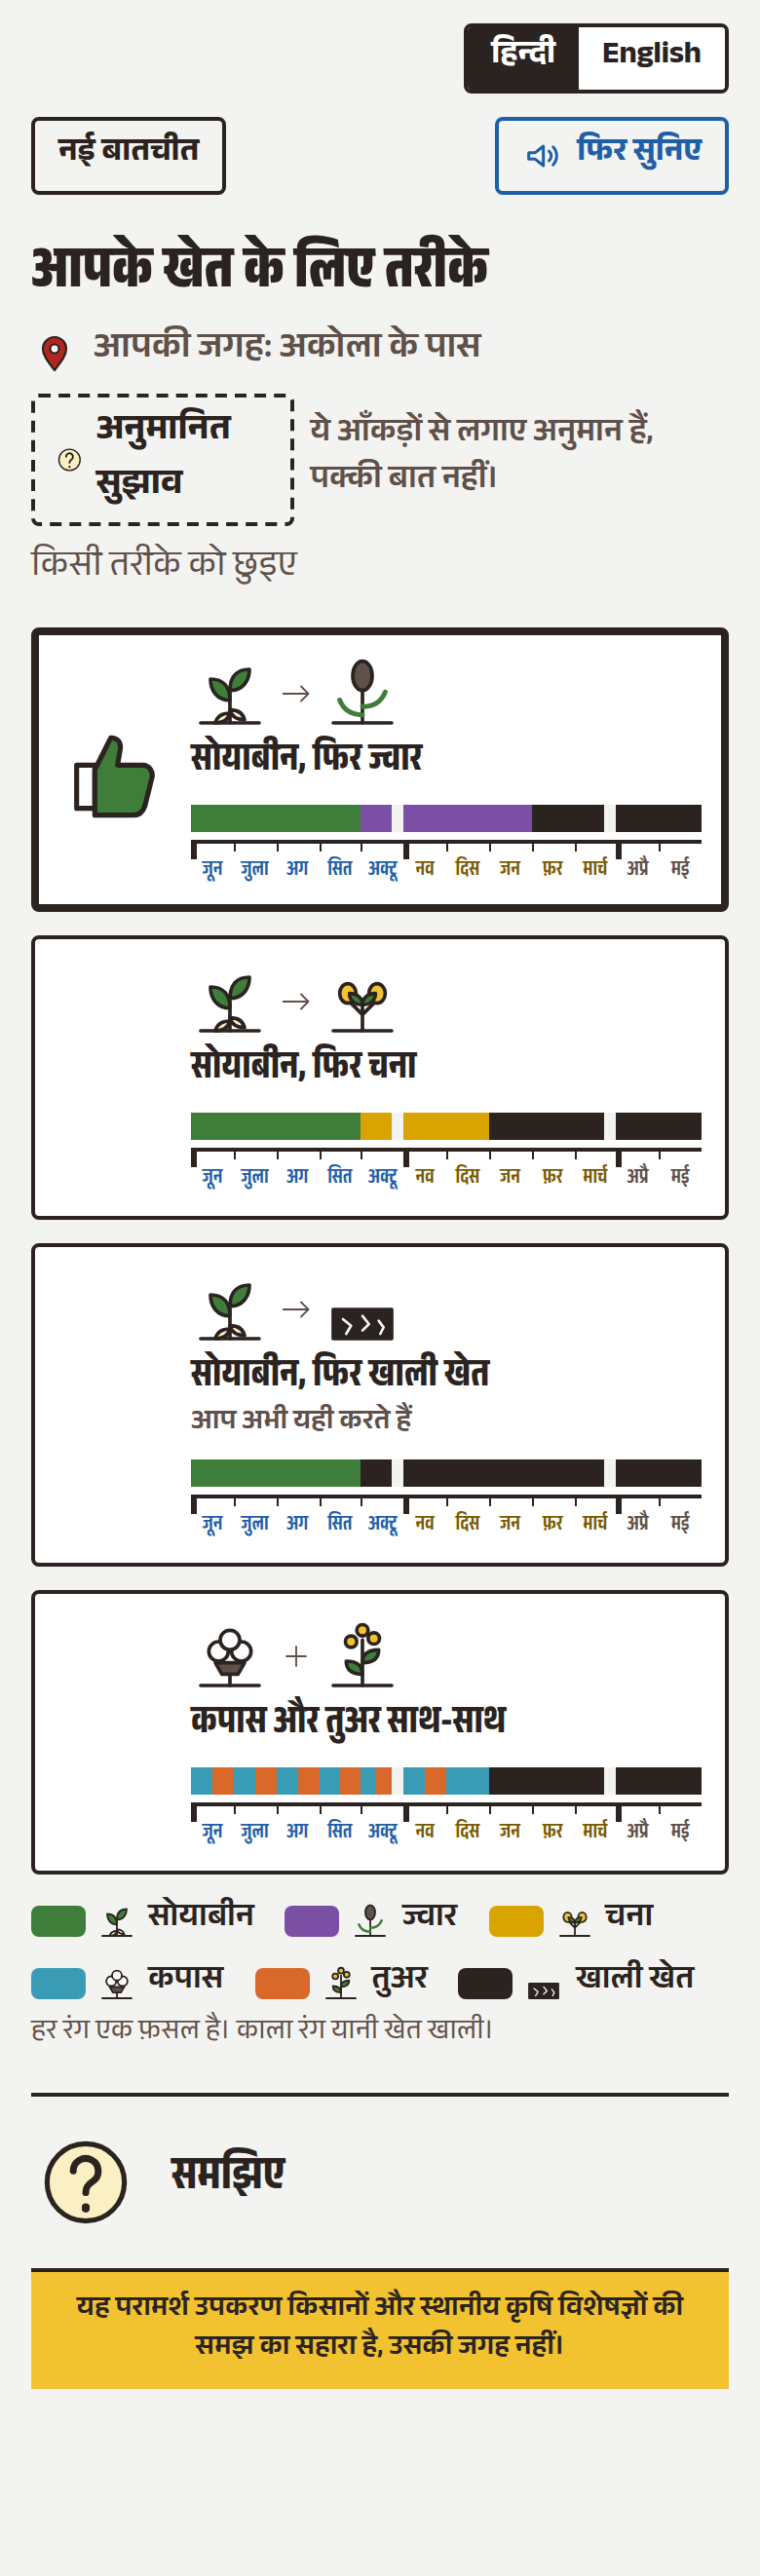 हिन्दी English
नई बातचीत फिर सुनिए
आपके खेत के लिए तरीके
आपकी जगह: अकोला के पास
अनुमानित
सुझाव
ये आँकड़ों से लगाए अनुमान हैं,
पक्की बात नहीं।
किसी तरीके को छुइए
सोयाबीन, फिर ज्वार
जून जुला अग सित अक्टू नव दिस जन फ़र मार्च अप्रै मई
सोयाबीन, फिर चना
जून जुला अग सित अक्टू नव दिस जन फ़र मार्च अप्रै मई
सोयाबीन, फिर खाली खेत
आप अभी यही करते हैं
जून जुला अग सित अक्टू नव दिस जन फ़र मार्च अप्रै मई
कपास और तुअर साथ-साथ
जून जुला अग सित अक्टू नव दिस जन फ़र मार्च अप्रै मई
सोयाबीन ज्वार चना
कपास तुअर खाली खेत
हर रंग एक फ़सल है। काला रंग यानी खेत खाली।
समझिए
यह परामर्श उपकरण किसानों और स्थानीय कृषि विशेषज्ञों की
समझ का सहारा है, उसकी जगह नहीं।